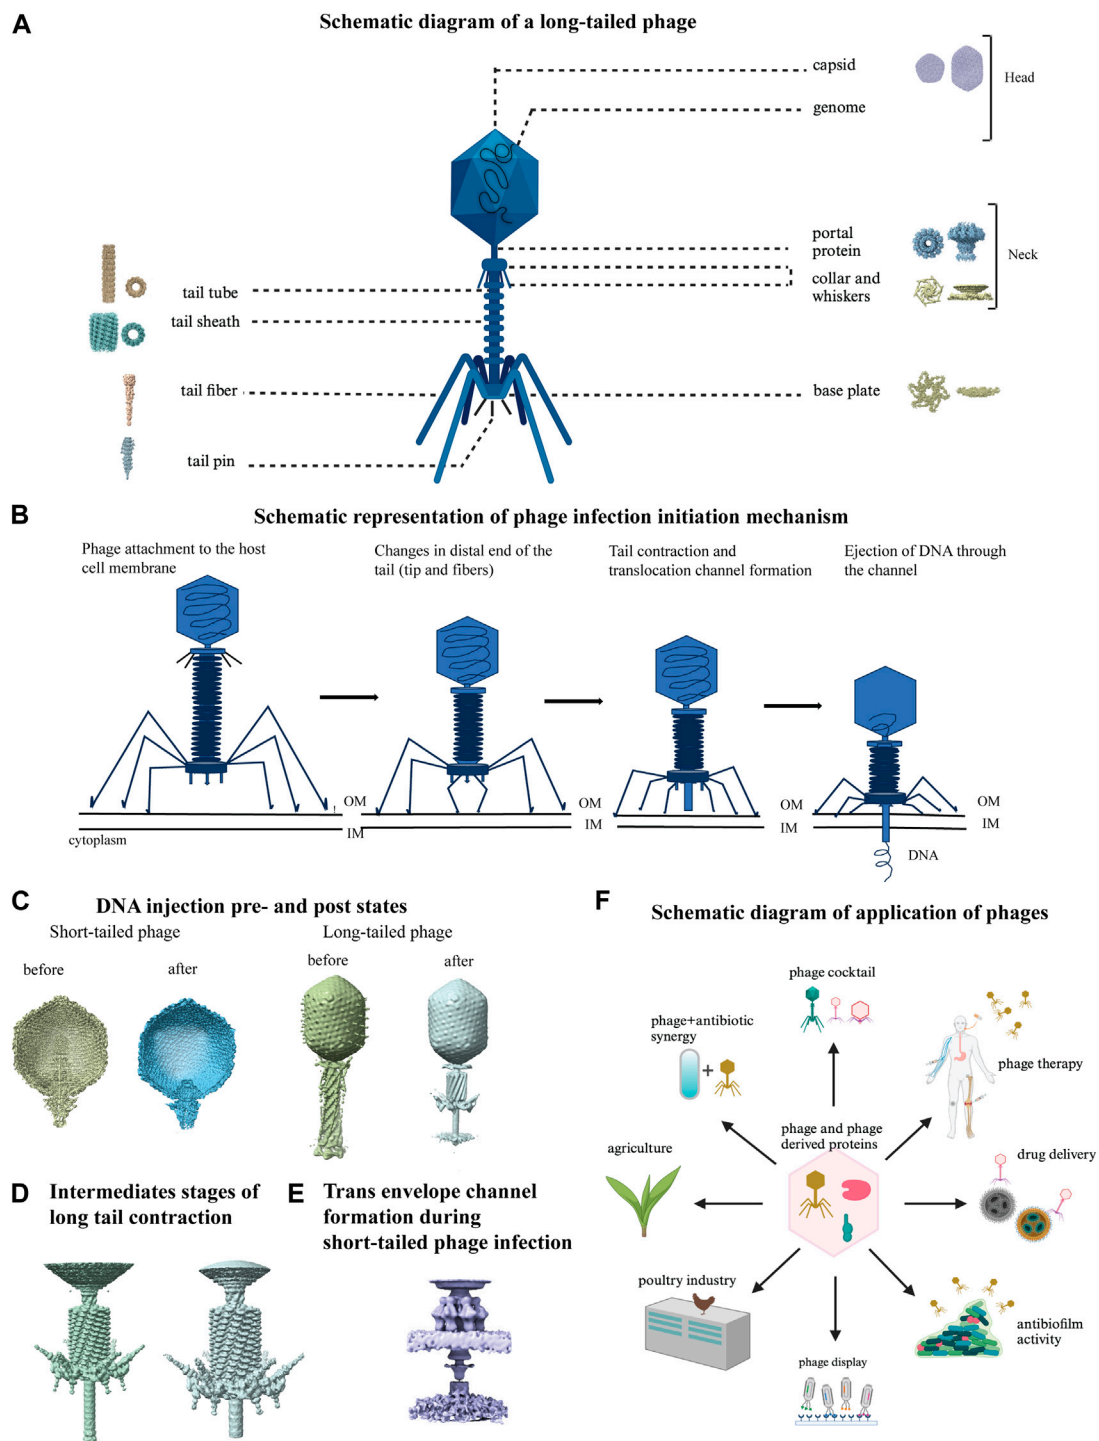 A
Schematic diagram of a long-tailed phage
capsid
Head
genome
portal
protein
Neck
collar and
whiskers
tail tube
tail sheath
tail fiber
base plate
tail pin
B
Schematic representation of phage infection initiation mechanism
Phage attachment to the host
cell membrane
Changes in distal end of the
tail (tip and fibers)
Tail contraction and
translocation channel formation
Ejection of DNA through
the channel
OM
IM
cytoplasm
OM
IM
OM
IM
OM
IM
DNA
C
DNA injection pre- and post states
Short-tailed phage
Long-tailed phage
before
after
before
after
D
Intermediates stages of
long tail contraction
E
Trans envelope channel
formation during
short-tailed phage infection
F
Schematic diagram of application of phages
phage cocktail
phage+antibiotic
synergy
+
phage therapy
phage and phage
derived proteins
agriculture
drug delivery
poultry industry
antibiofilm
activity
phage display